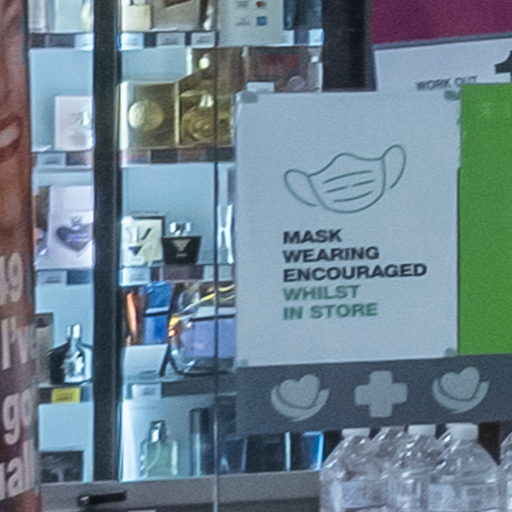 WORK OUT
MASK
WEARING
ENCOURAGED
WHILST
IN STORE